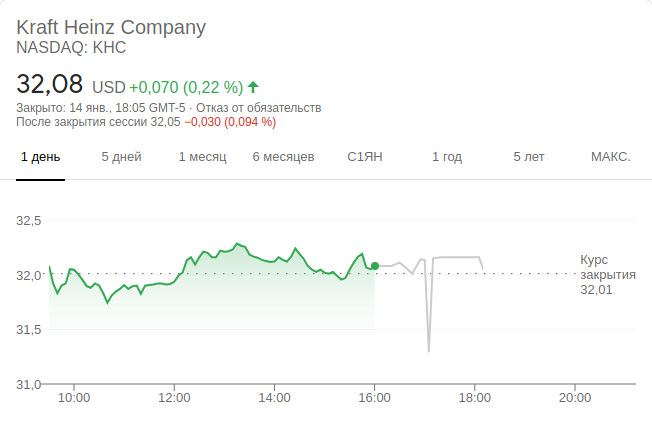 Kraft Heinz Company
NASDAQ: KHC
32,08 USD +0,070 (0,22 %)
Закрыто: 14 янв., 18:05 GMT-5 · Отказ от обязательств
После закрытия сессии 32,05 −0,030 (0,094 %)
1 день 5 дней 1 месяц 6 месяцев С1ЯН 1 год 5 лет МАКС.
32,5
32,0
31,5
31,0
Курс
закрытия
32,01
10:00 12:00 14:00 16:00 18:00 20:00